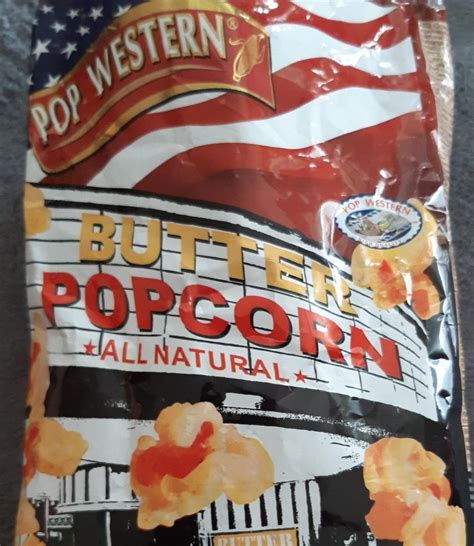 POP WESTERN®
POP WESTERN
BUTTER
POPCORN
★ ALL NATURAL ★
BUTTER